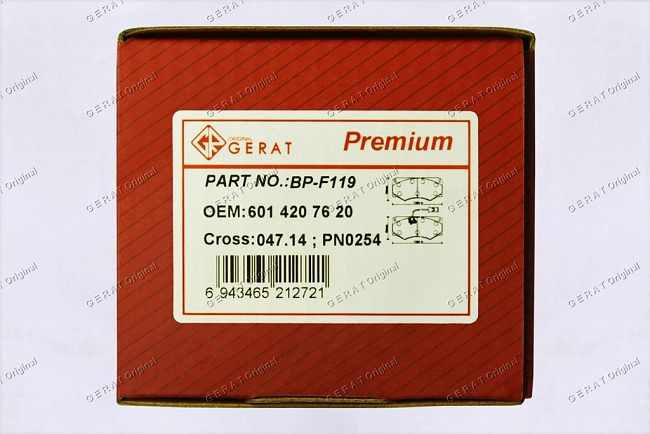 ORIGINAL
GERAT
Premium
PART NO.:BP-F119
OEM:601 420 76 20
Cross:047.14 ; PN0254
6 943465 212721
GERAT Original